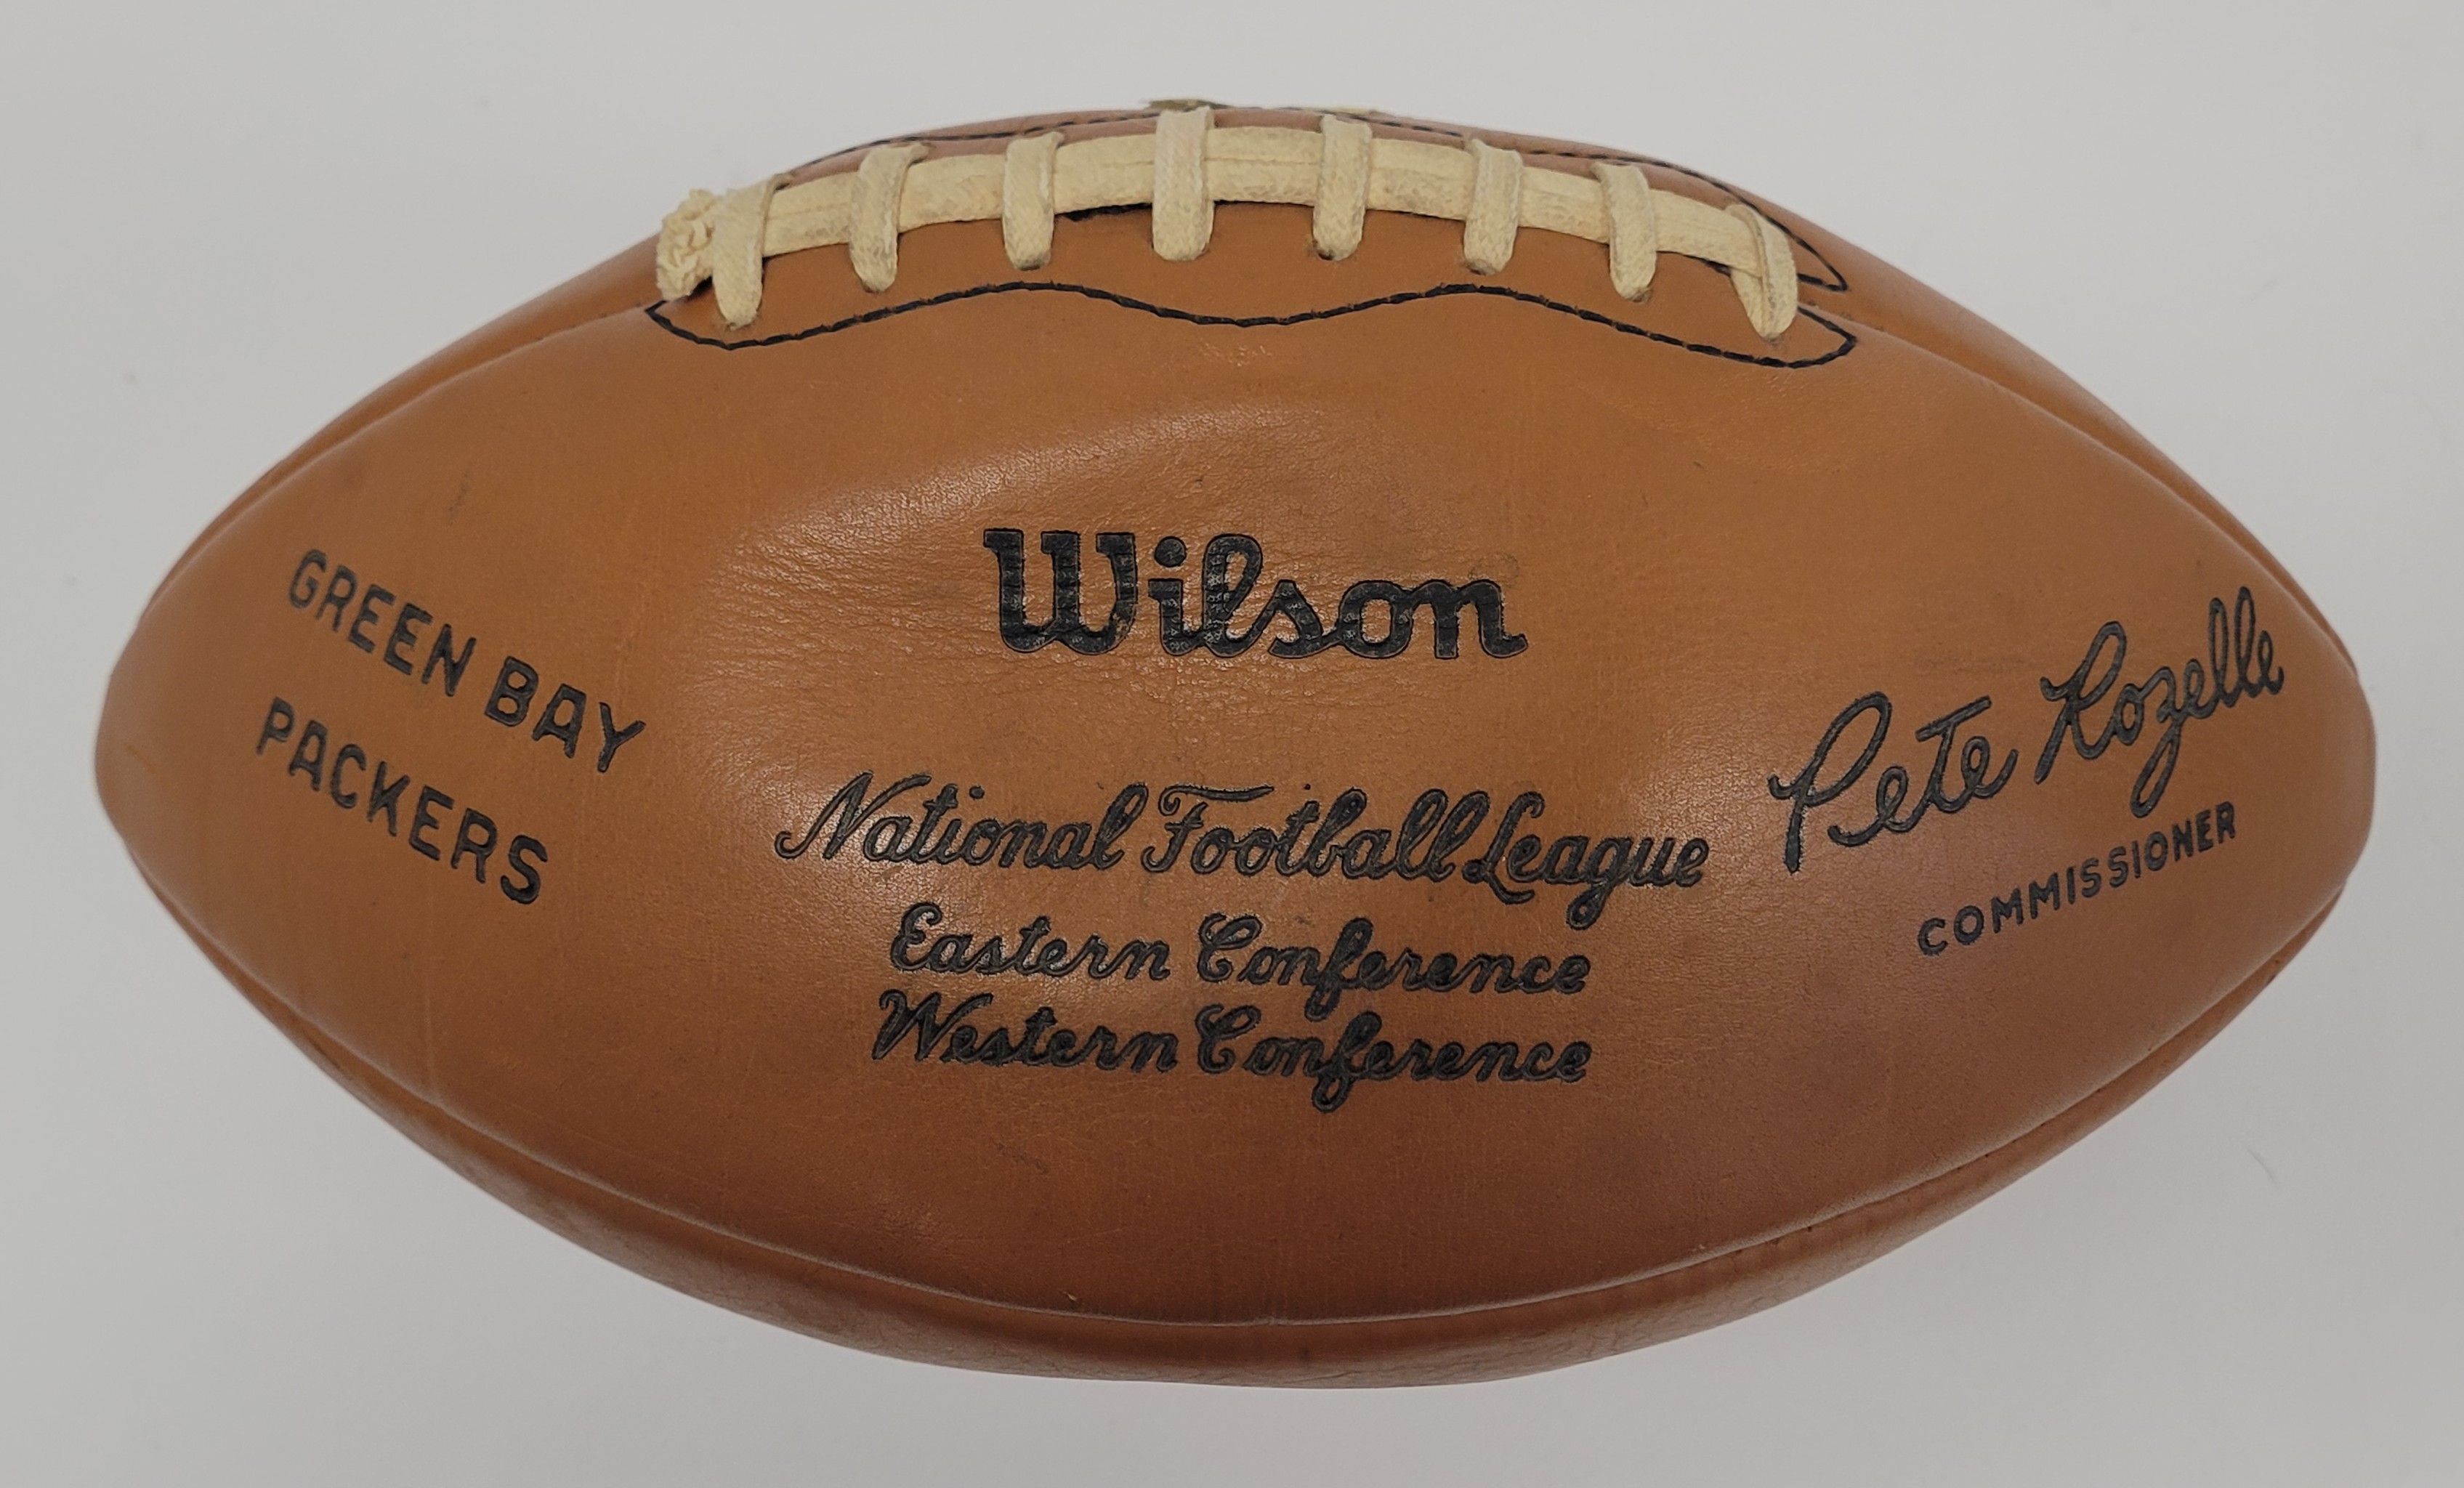 Wilson
GREEN BAY
PACKERS
National Football League
Eastern Conference
Western Conference
Pete Rozelle
COMMISSIONER